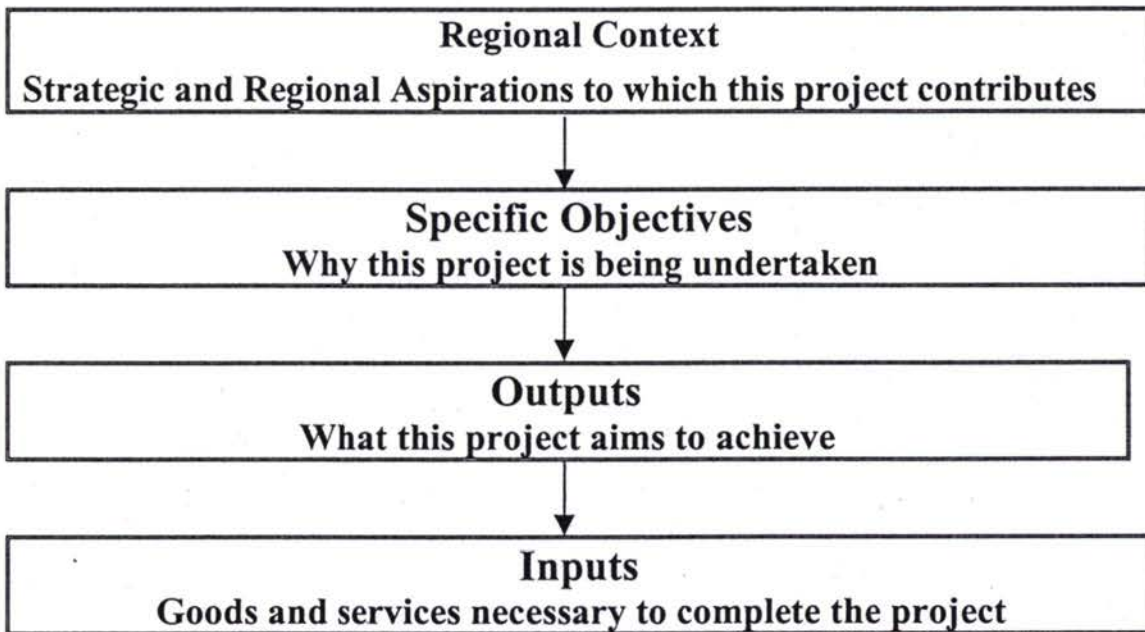 Regional Context
Strategic and Regional Aspirations to which this project contributes
Specific Objectives
Why this project is being undertaken
Outputs
What this project aims to achieve
Inputs
Goods and services necessary to complete the project